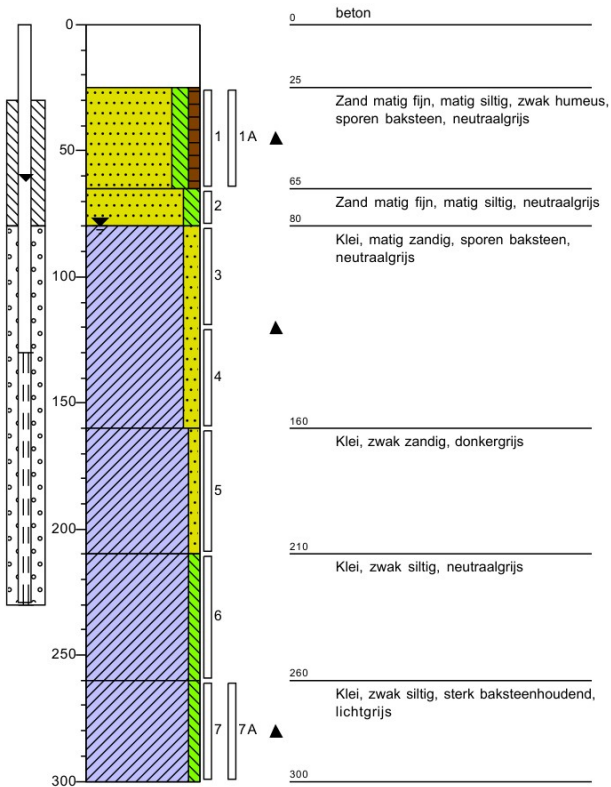 0
50
100
150
200
250
300
1
1A
2
3
4
5
6
7
7A
0
beton
25
Zand matig fijn, matig siltig, zwak humeus,
sporen baksteen, neutraalgrijs
65
Zand matig fijn, matig siltig, neutraalgrijs
80
Klei, matig zandig, sporen baksteen,
neutraalgrijs
160
Klei, zwak zandig, donkergrijs
210
Klei, zwak siltig, neutraalgrijs
260
Klei, zwak siltig, sterk baksteenhoudend,
lichtgrijs
300